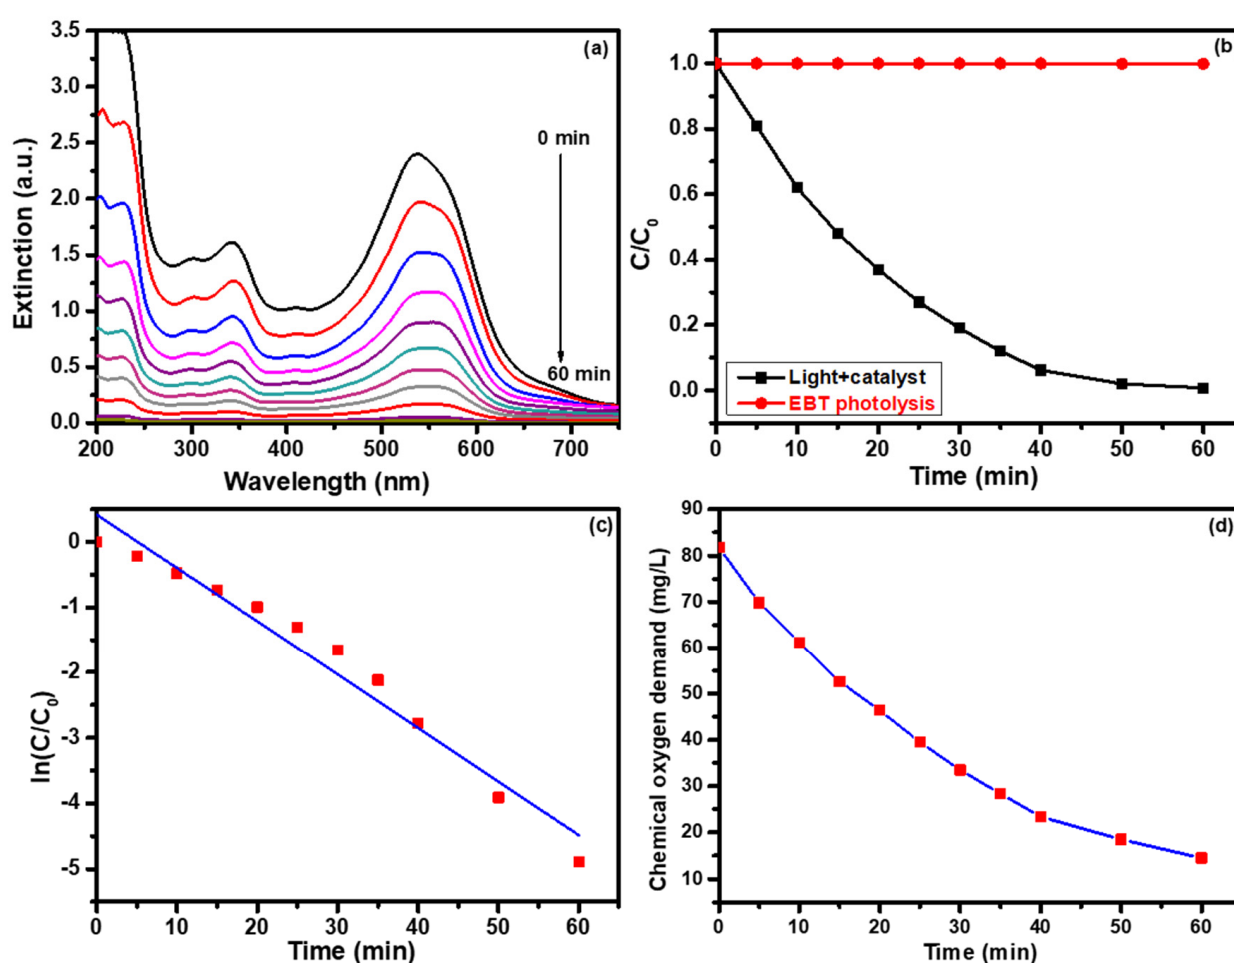 (a)
3.5
3.0
2.5
2.0
1.5
1.0
0.5
0.0
Extinction (a.u.)
0 min
60 min
200 300 400 500 600 700
Wavelength (nm)
(b)
1.0
0.8
0.6
0.4
0.2
0.0
C/C0
Light+catalyst
EBT photolysis
0 10 20 30 40 50 60
Time (min)
(c)
0
-1
-2
-3
-4
-5
ln(C/C0)
0 10 20 30 40 50 60
Time (min)
(d)
90
80
70
60
50
40
30
20
10
Chemical oxygen demand (mg/L)
0 10 20 30 40 50 60
Time (min)